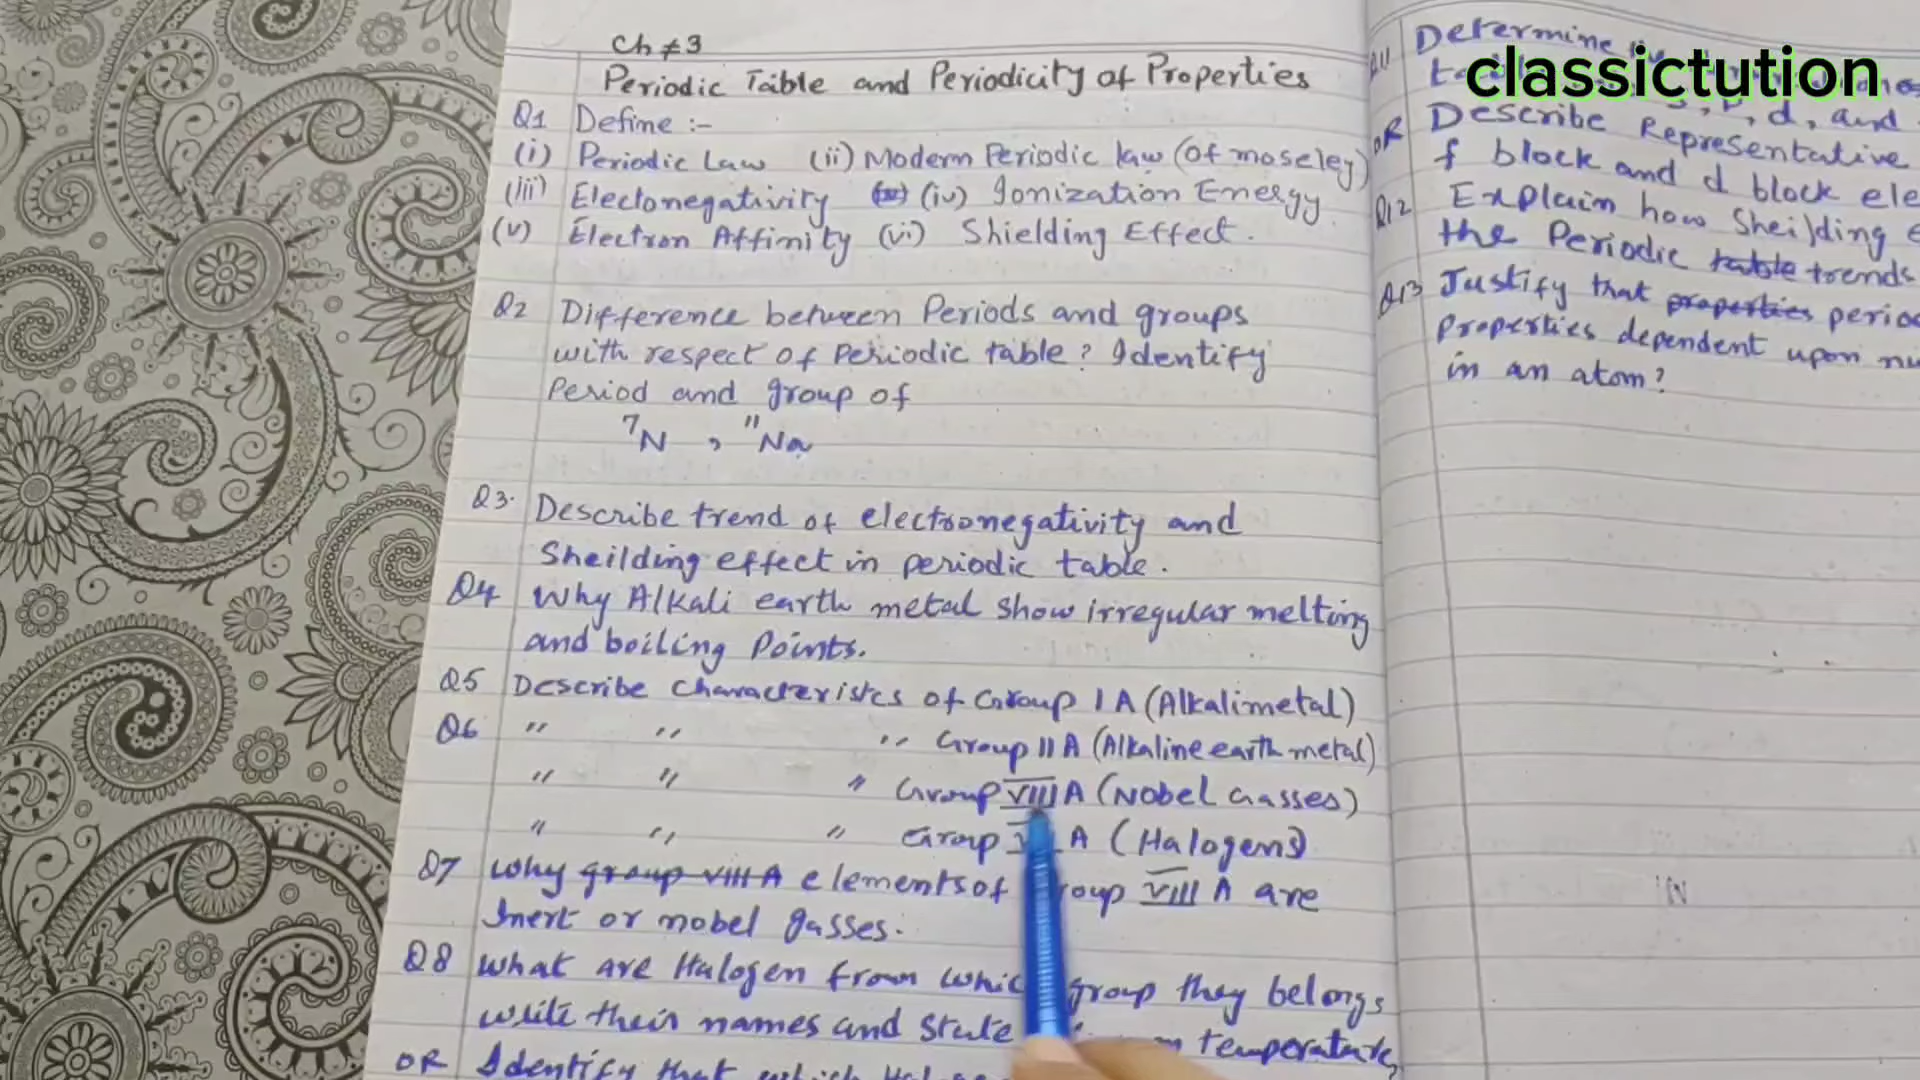 Ch # 3
Periodic Table and Periodicity of Properties
Q1 Define :-
(i) Periodic Law (ii) Modern Periodic law (of moseley)
(iii) Electonegativity (iv) Ionization Energy
(v) Electron Affinity (vi) Shielding Effect.
Q2 Difference between Periods and groups
with respect of Periodic table? Identify
Period and group of
7N , 11Na
Q3. Describe trend of electronegativity and
Sheilding effect in periodic table.
Q4 Why Alkali earth metal show irregular melting
and boiling Points.
Q5 Describe characteristcs of Group I A (Alkalimetal)
Q6 " " " Group II A (Alkaline earth metal)
" " " Group VIII A (Nobel Gasses)
" " " Group A (Halogens)
Q7 Why group VIII A elements of VIII A are
Inert or nobel gasses.
Q8 What are Halogen from group they belongs
write their names and State temperature,
OR Identify that which
classictution
Q11 Determine
d, and
OR Describe Representative
f block and d block
Q12 Explain how Sheilding
the Periodic table trends
Q13 Justify that properties
Properties dependent upon
in an atom?